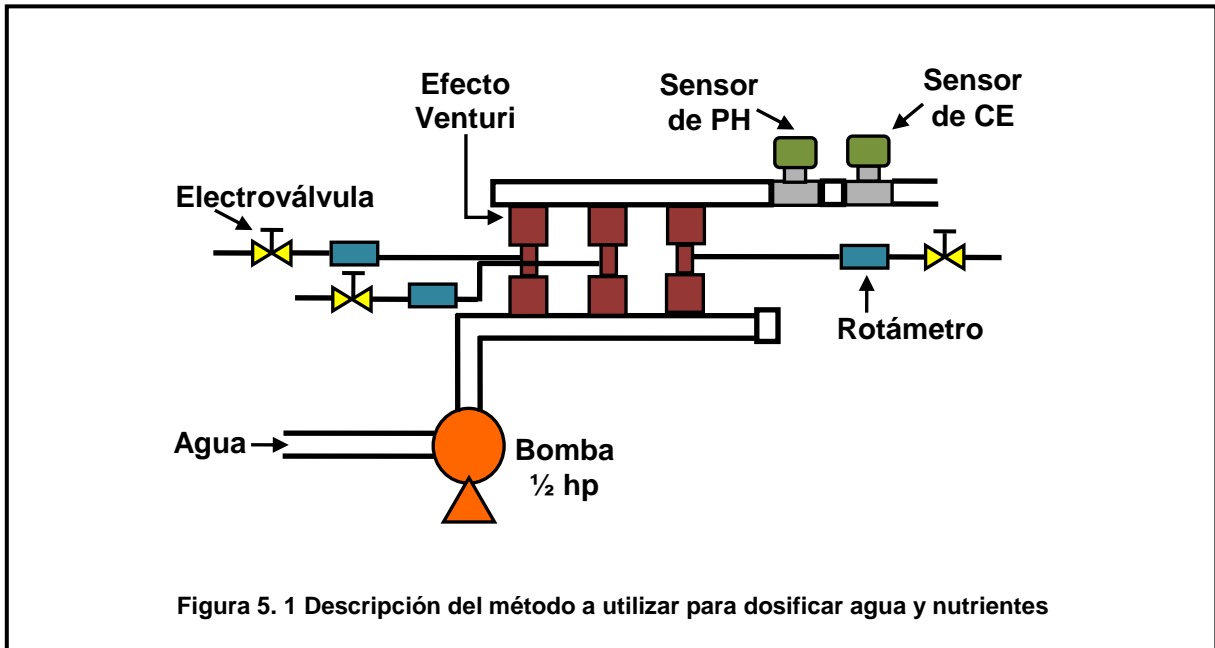 Efecto
Venturi
Sensor
de PH
Sensor
de CE
Electroválvula
Rotámetro
Agua
Bomba
½ hp
Figura 5. 1 Descripción del método a utilizar para dosificar agua y nutrientes